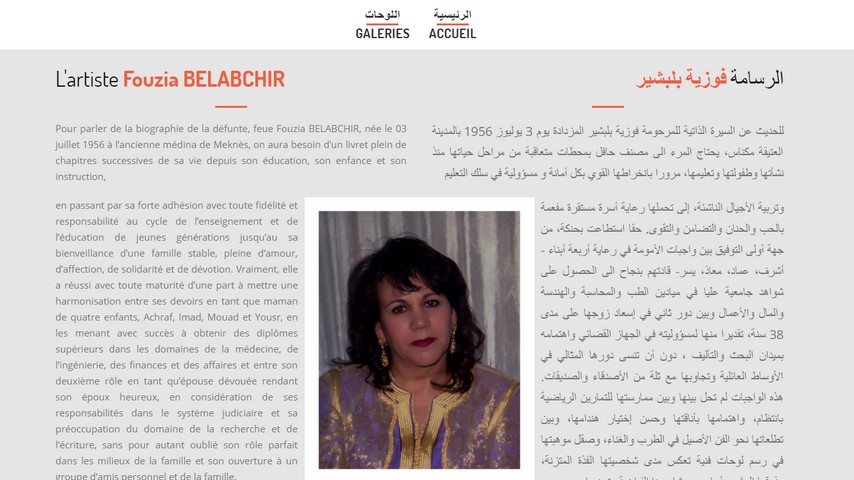 الرئيسية
اللوحات
ACCUEIL
GALERIES
L'artiste Fouzia BELABCHIR
Pour parler de la biographie de la défunte, feue Fouzia BELABCHIR, née le 03
juillet 1956 à l'ancienne médina de Meknès, on aura besoin d'un livret plein de
chapitres successives de sa vie depuis son éducation, son enfance et son
instruction,
en passant par sa forte adhésion avec toute fidélité et
responsabilité au cycle de l'enseignement et de
l'éducation de jeunes générations jusqu'au sa
bienveillance d'une famille stable, pleine d'amour,
d'affection, de solidarité et de dévotion. Vraiment, elle
a réussi avec toute maturité d'une part à mettre une
harmonisation entre ses devoirs en tant que maman
de quatre enfants, Achraf, Imad, Mouad et Yousr, en
les menant avec succès à obtenir des diplômes
supérieurs dans les domaines de la médecine, de
l'ingénierie, des finances et des affaires et entre son
deuxième rôle en tant qu'épouse dévouée rendant
son époux heureux, en considération de ses
responsabilités dans le système judiciaire et sa
préoccupation du domaine de la recherche et de
l'écriture, sans pour autant oublié son rôle parfait
dans les milieux de la famille et son ouverture à un
groupe d'amis personnel et de la famille.
الرسامة فوزية بلبشير
للحديث عن السيرة الذاتية للمرحومة فوزية بلبشير المزدادة يوم 3 يوليوز 1956 بالمدينة
العتيقة مكناس، يحتاج المرء الى مصنف حافل بمحطات متعاقبة من مراحل حياتها منذ
نشأتها وطفولتها وتعليمها، مرورا بانخراطها القوي بكل أمانة و مسؤولية في سلك التعليم
وتربية الأجيال الناشئة، إلى تحملها رعاية أسرة مستقرة مفعمة
بالحب والحنان والتضامن والتقوى. حقا استطاعت بحنكة، من
جهة أولى التوفيق بين واجبات الأمومة في رعاية أربعة أبناء -
أشرف، عماد، معاذ، يسر- قادتهم بنجاح الى الحصول على
شواهد جامعية عليا في ميادين الطب والمحاسبة والهندسة
والمال والأعمال وبين دور ثاني في إسعاد زوجها على مدى
38 سنة، تقديرا منها لمسؤوليته في الجهاز القضائي واهتمامه
بميدان البحث والتأليف ، دون أن تنسى دورها المثالي في
الأوساط العائلية وتجاوبها مع ثلة من الأصدقاء والصديقات.
هذه الواجبات لم تحل بينها وبين ممارستها للتمارين الرياضية
بانتظام، واهتمامها بأناقتها وحسن إختيار هندامها، وبين
تطلعاتها نحو الفن الأصيل في الطرب والغناء، وصقل موهبتها
في رسم لوحات فنية تعكس مدى شخصيتها الفذة المتزنة،